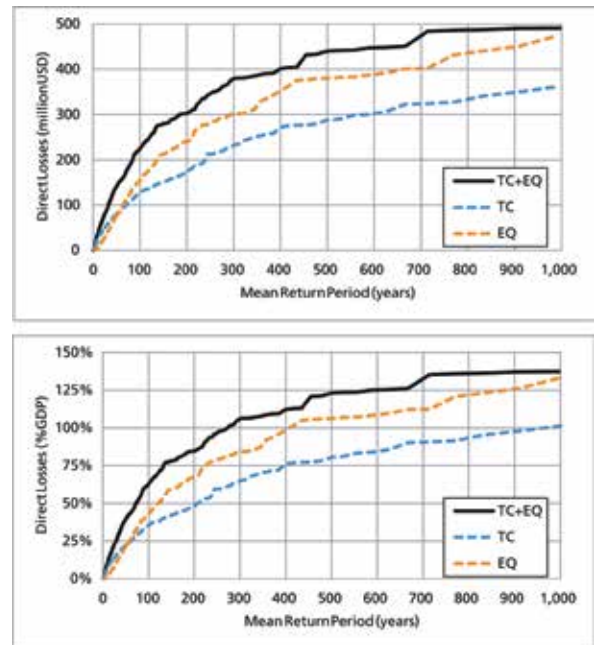 500
400
300
200
100
0
Direct Losses (millionUSD)
TC+EQ
TC
EQ
0 100 200 300 400 500 600 700 800 900 1,000
Mean Return Period (years)
150%
125%
100%
75%
50%
25%
0%
Direct Losses (%GDP)
TC+EQ
TC
EQ
0 100 200 300 400 500 600 700 800 900 1,000
Mean Return Period (years)